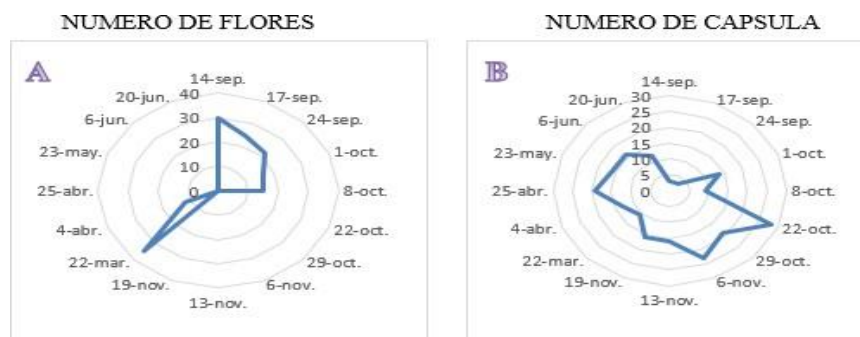 NUMERO DE FLORES
A
14-sep.
17-sep.
24-sep.
1-oct.
8-oct.
22-oct.
29-oct.
6-nov.
13-nov.
19-nov.
22-mar.
4-abr.
25-abr.
23-may.
6-jun.
20-jun.
40
30
20
10
0
NUMERO DE CAPSULA
B
14-sep.
17-sep.
24-sep.
1-oct.
8-oct.
22-oct.
29-oct.
6-nov.
13-nov.
19-nov.
22-mar.
4-abr.
25-abr.
23-may.
6-jun.
20-jun.
30
25
20
15
10
5
0